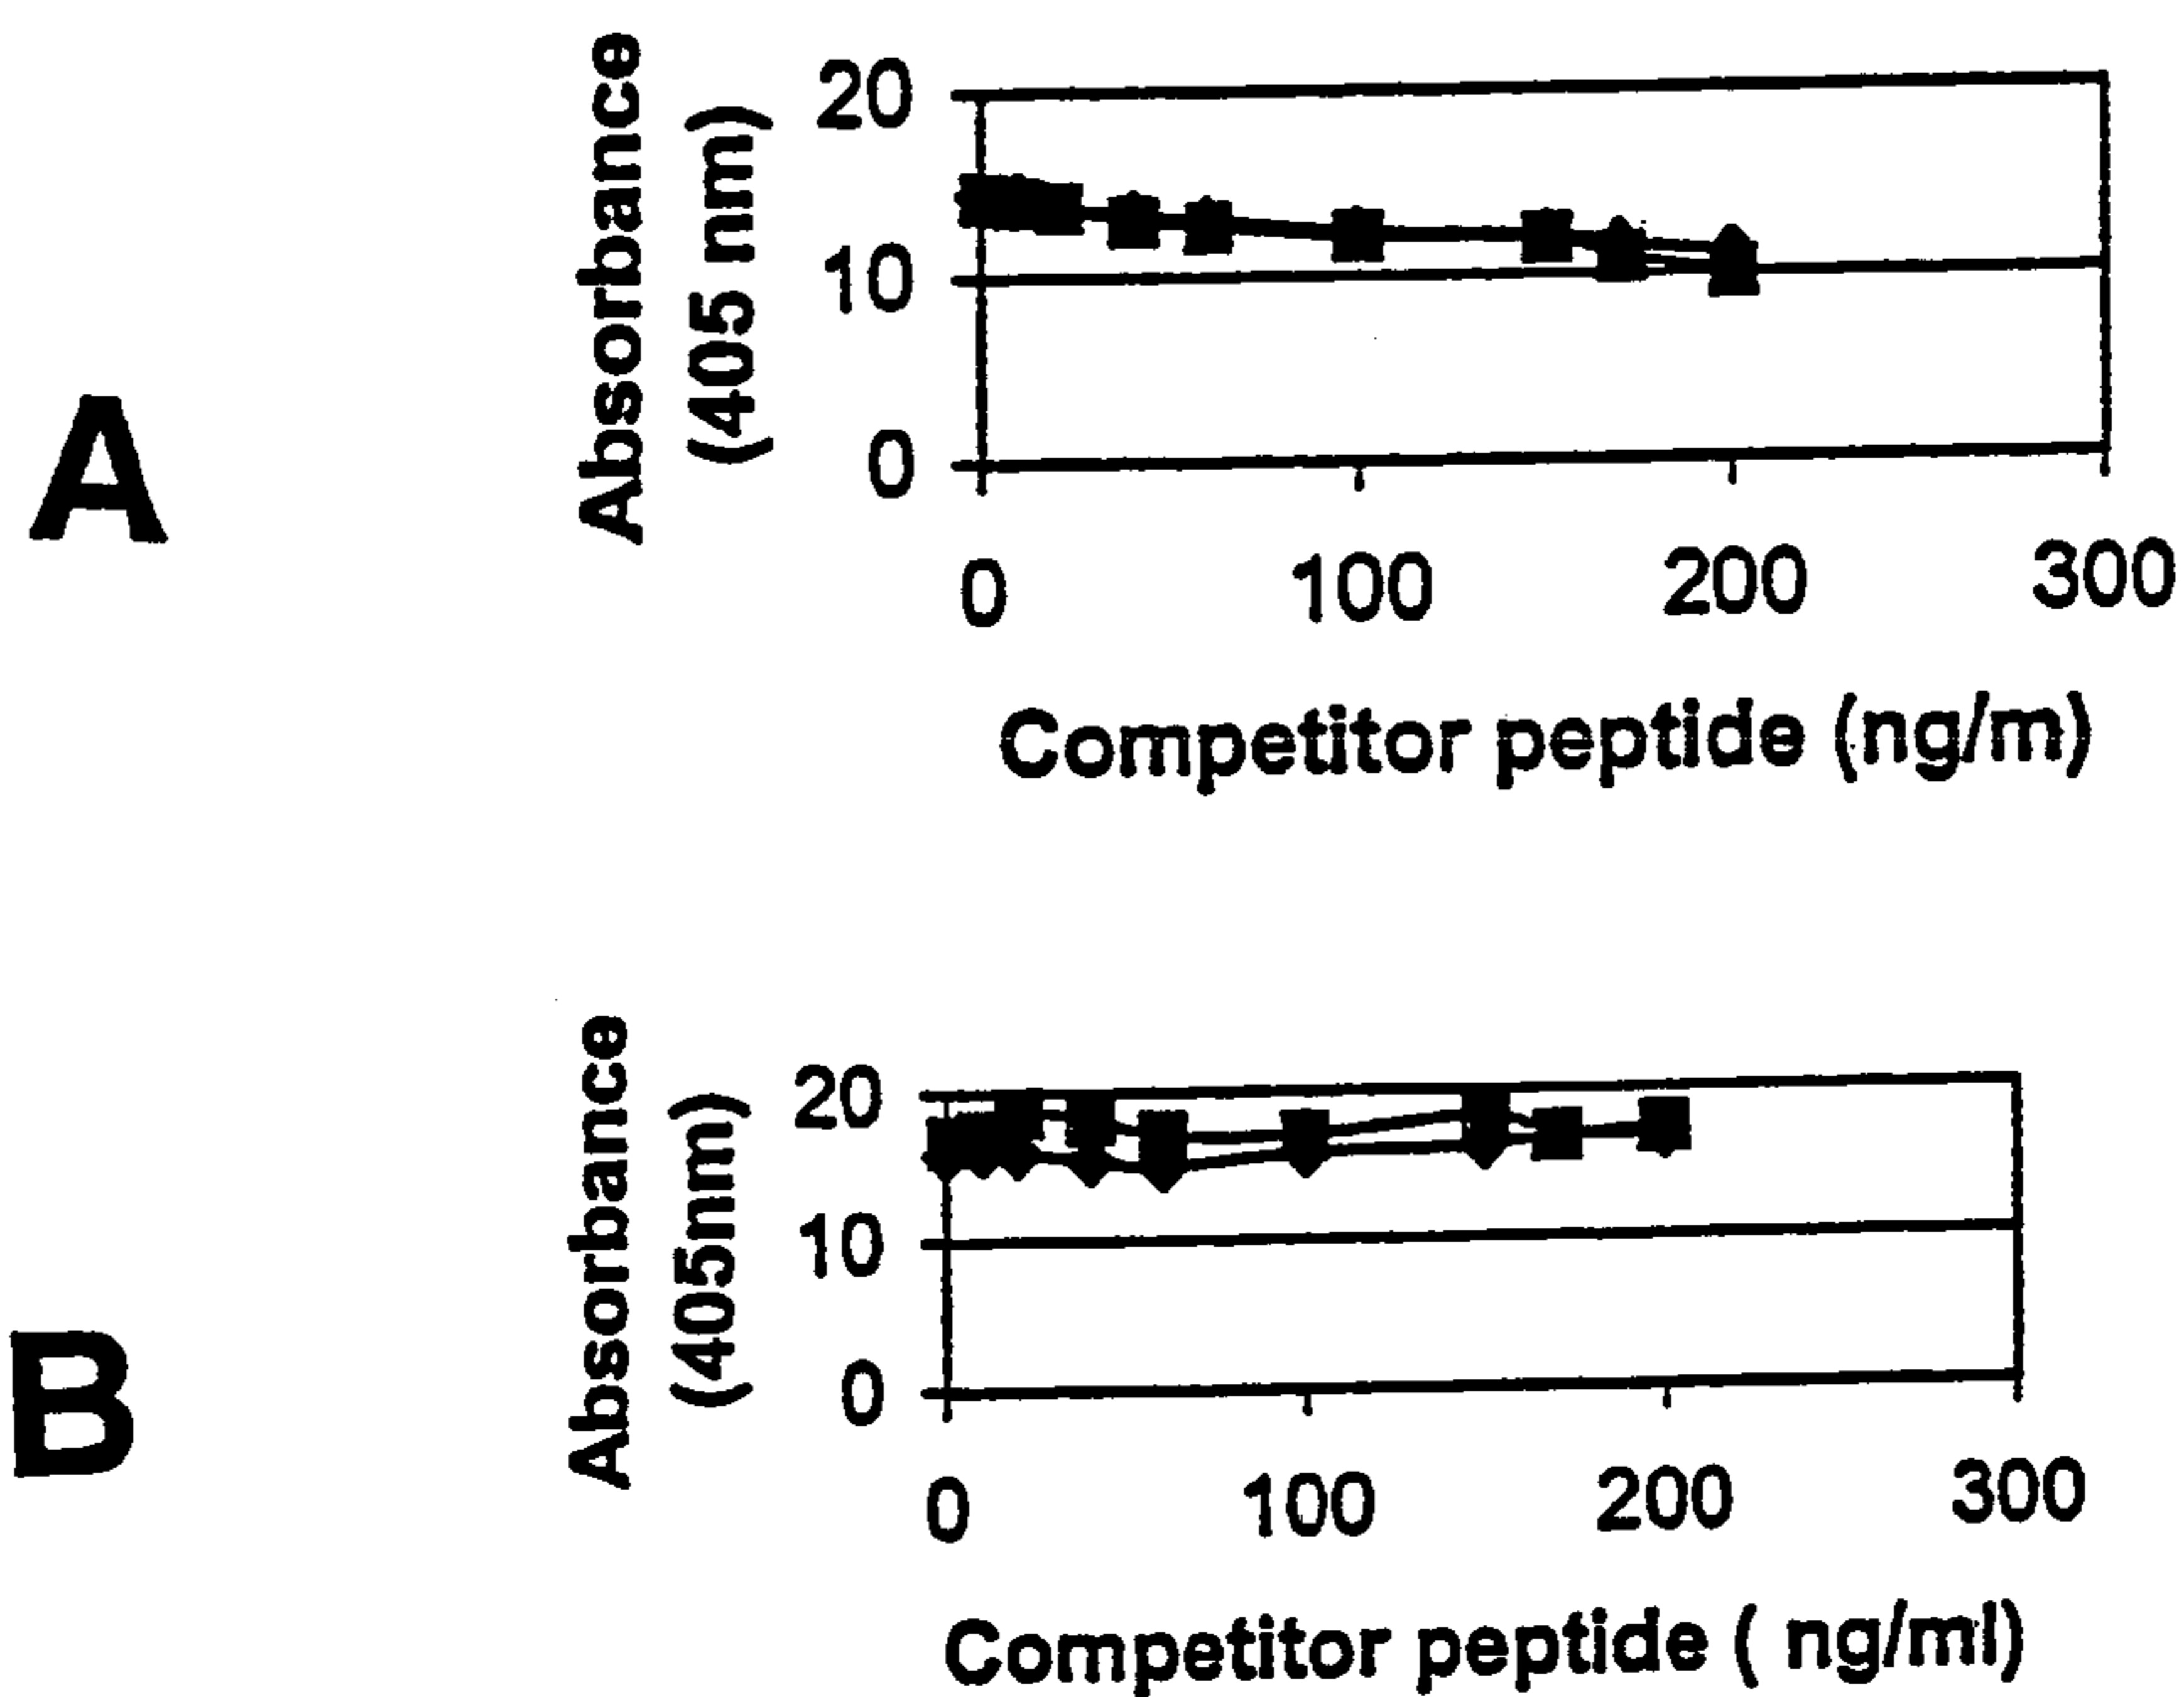 A
Absorbance
(405 nm)
20
10
0
0 100 200 300
Competitor peptide (ng/m)
B
Absorbance
(405nm)
20
10
0
0 100 200 300
Competitor peptide ( ng/ml)